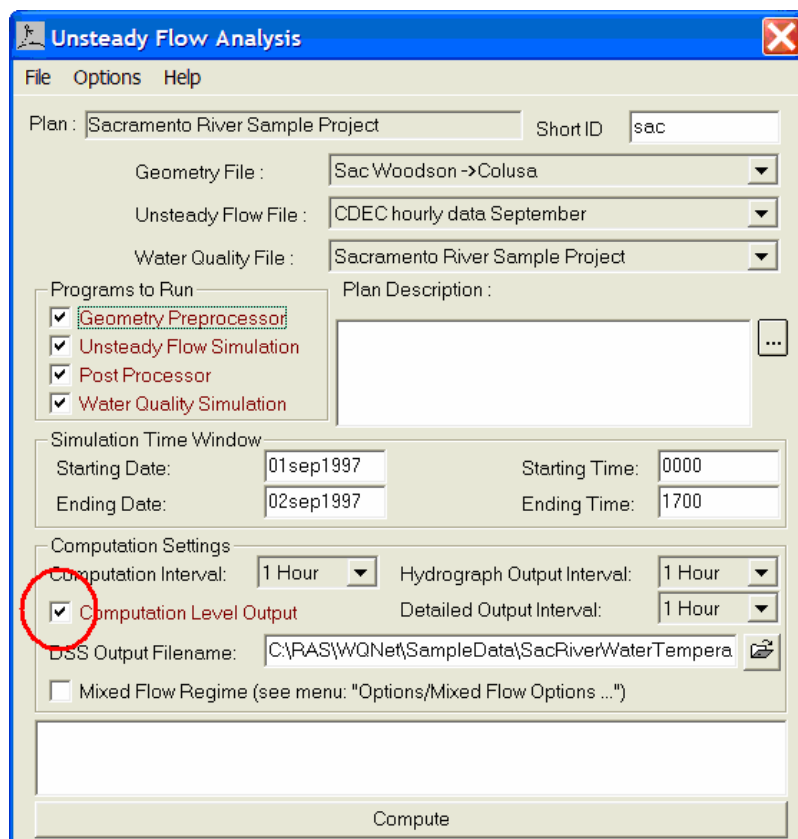 Unsteady Flow Analysis
File Options Help
Plan : Sacramento River Sample Project Short ID sac
Geometry File : Sac Woodson ->Colusa
Unsteady Flow File : CDEC hourly data September
Water Quality File : Sacramento River Sample Project
Programs to Run Plan Description :
Geometry Preprocessor
...
Unsteady Flow Simulation
Post Processor
Water Quality Simulation
Simulation Time Window
Starting Date: 01sep1997 Starting Time: 0000
Ending Date: 02sep1997 Ending Time: 1700
Computation Settings
Computation Interval: 1 Hour Hydrograph Output Interval: 1 Hour
Computation Level Output Detailed Output Interval: 1 Hour
DSS Output Filename: C:\RAS\WQNet\SampleData\SacRiverWaterTempera
Mixed Flow Regime (see menu: "Options/Mixed Flow Options ...")
Compute